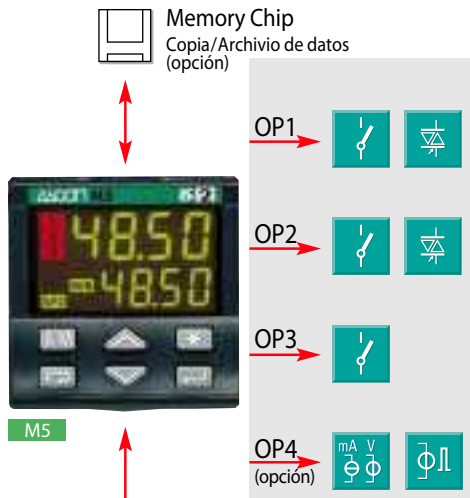 Memory Chip
Copia/Archivio de datos
(opción)
OP1
OP2
48.50
48.50
OP3
M5
OP4
(opción)
mA V